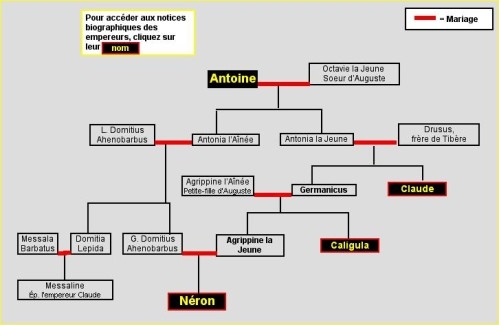 Pour accéder aux notices
biographiques des
empereurs, cliquez sur
leur nom
= Mariage
Antoine
Octavie la Jeune
Soeur d'Auguste
L. Domitius
Ahenobarbus
Antonia l'Aînée
Antonia la Jeune
Drusus,
frère de Tibère
Agrippine l'Aînée
Petite-fille d'Auguste
Germanicus
Claude
Messala
Barbatus
Domitia
Lepida
G. Domitius
Ahenobarbus
Agrippine la
Jeune
Caligula
Messaline
Ép. l'empereur Claude
Néron